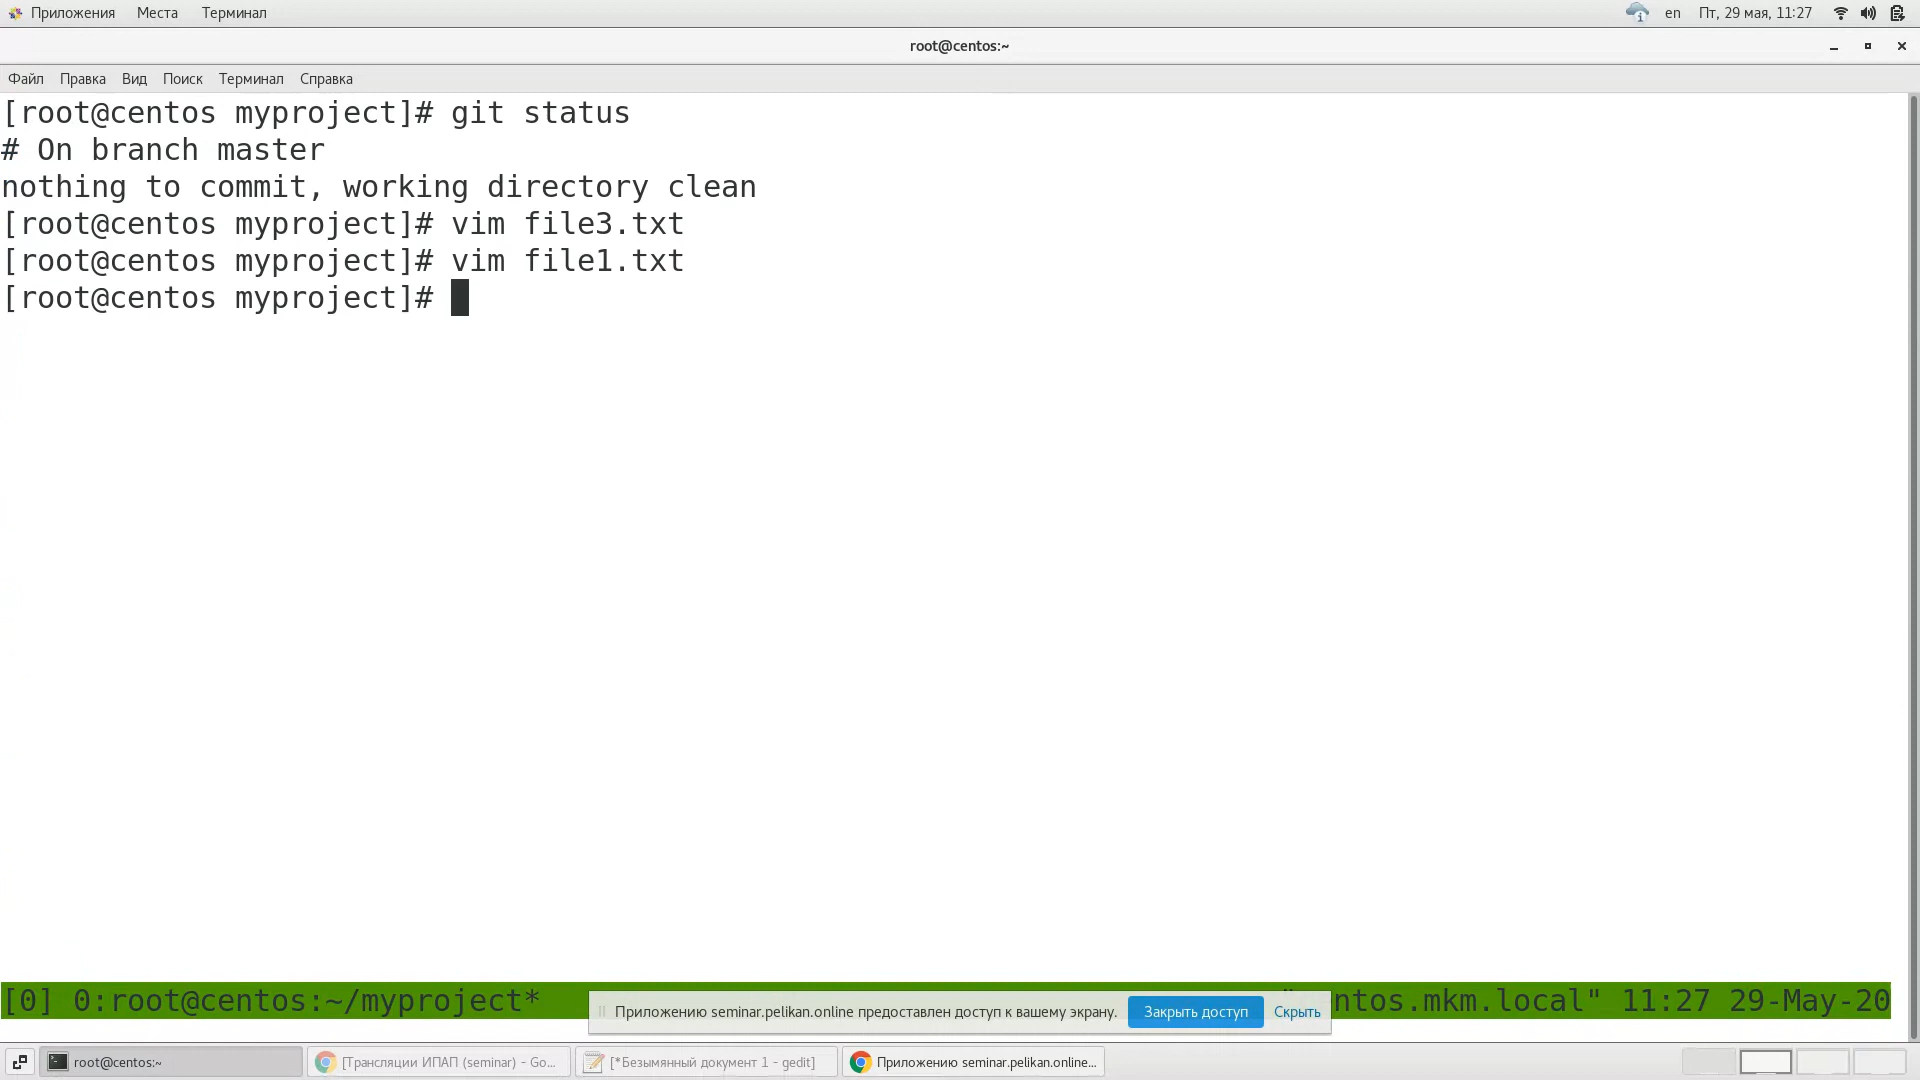 Приложения Места Терминал en Пт, 29 мая, 11:27
root@centos:~
Файл Правка Вид Поиск Терминал Справка
[root@centos myproject]# git status
# On branch master
nothing to commit, working directory clean
[root@centos myproject]# vim file3.txt
[root@centos myproject]# vim file1.txt
[root@centos myproject]#
[0] 0:root@centos:~/myproject* entos.mkm.local" 11:27 29-May-20
Приложению seminar.pelikan.online предоставлен доступ к вашему экрану. Закрыть доступ Скрыть
root@centos:~ [Трансляции ИПАП (seminar) - Go... [*Безымянный документ 1 - gedit] Приложению seminar.pelikan.online...